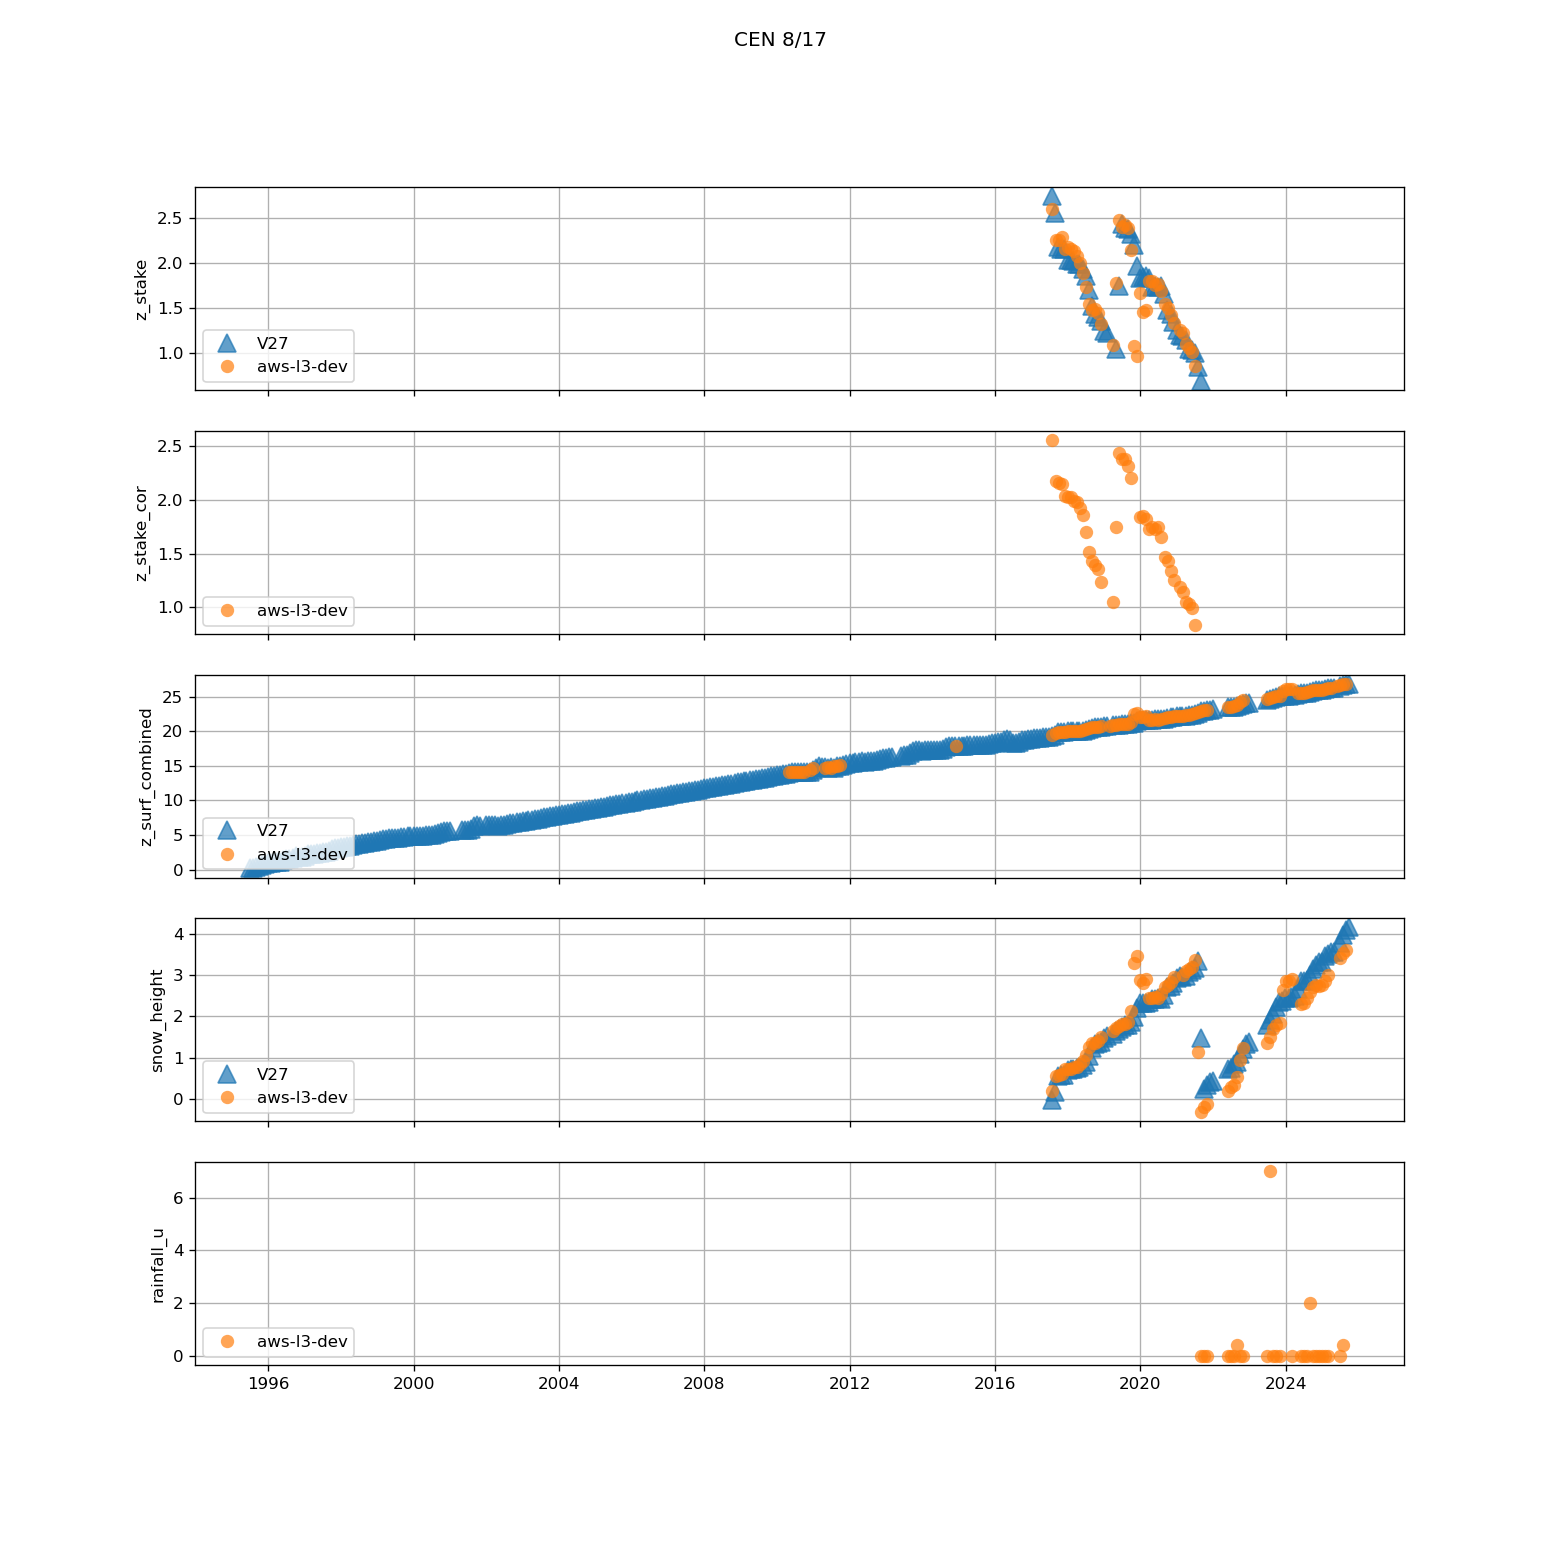 CEN 8/17
2.5
2.0
1.5
1.0
z_stake
V27
aws-l3-dev
2.5
2.0
1.5
1.0
z_stake_cor
aws-l3-dev
25
20
15
10
5
0
z_surf_combined
V27
aws-l3-dev
4
3
2
1
0
snow_height
V27
aws-l3-dev
6
4
2
0
rainfall_u
aws-l3-dev
1996 2000 2004 2008 2012 2016 2020 2024